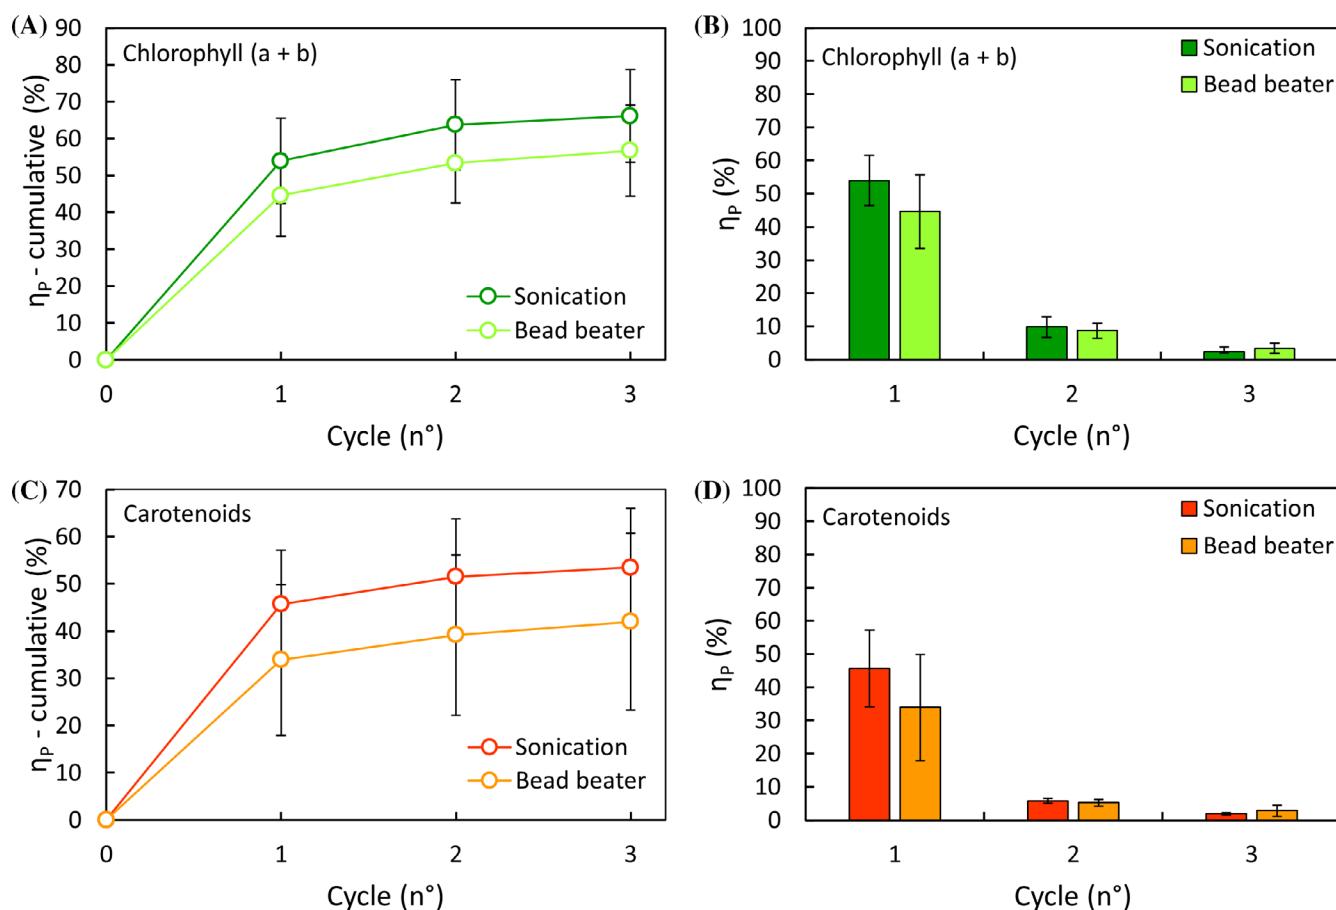 (A)
Chlorophyll (a + b)
ηP - cumulative (%)
90
80
70
60
50
40
30
20
10
0
Sonication
Bead beater
0 1 2 3
Cycle (n°)
(B)
Chlorophyll (a + b)
Sonication
Bead beater
ηP (%)
100
90
80
70
60
50
40
30
20
10
0
1 2 3
Cycle (n°)
(C)
Carotenoids
ηP - cumulative (%)
70
60
50
40
30
20
10
0
Sonication
Bead beater
0 1 2 3
Cycle (n°)
(D)
Carotenoids
Sonication
Bead beater
ηP (%)
100
90
80
70
60
50
40
30
20
10
0
1 2 3
Cycle (n°)